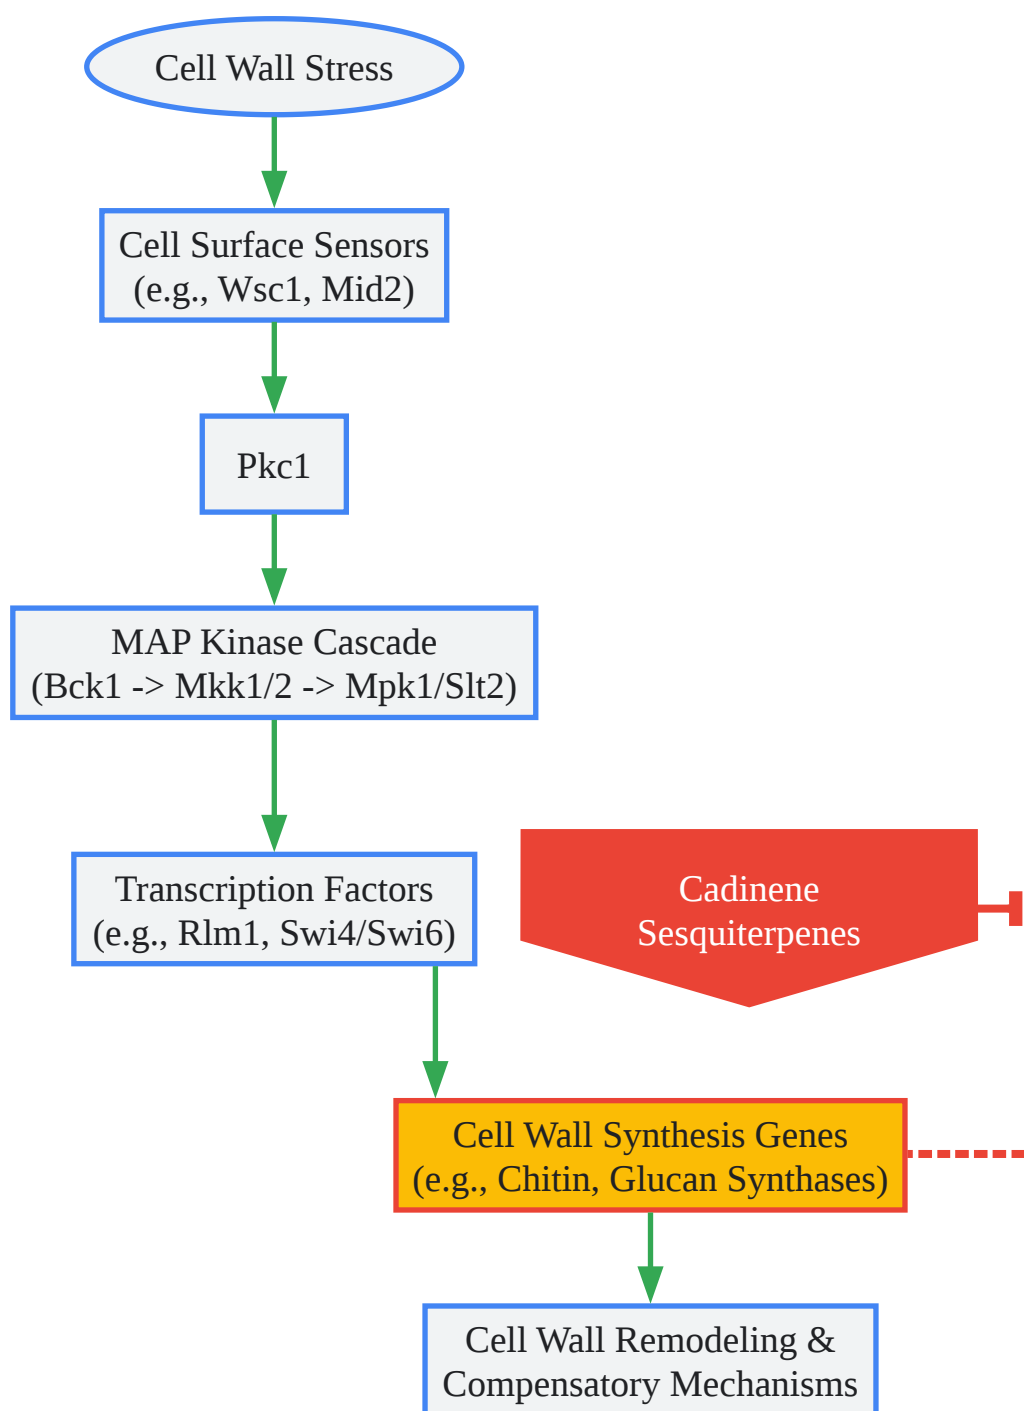 Cell Wall Stress
Cell Surface Sensors
(e.g., Wsc1, Mid2)
Pkc1
MAP Kinase Cascade
(Bck1 -> Mkk1/2 -> Mpk1/Slt2)
Transcription Factors
(e.g., Rlm1, Swi4/Swi6)
Cadinene
Sesquiterpenes
Cell Wall Synthesis Genes
(e.g., Chitin, Glucan Synthases)
Cell Wall Remodeling &
Compensatory Mechanisms